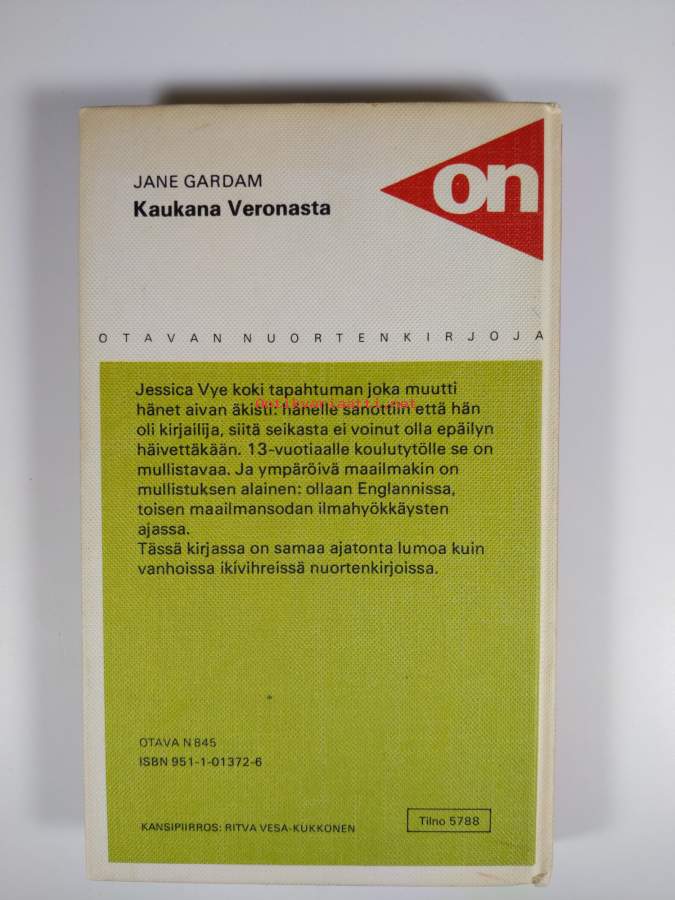 JANE GARDAM
Kaukana Veronasta
on
OTAVAN NUORTENKIRJOJA
Jessica Vye koki tapahtuman joka muutti
Antikvariaatti.net
hänet aivan äkisti: hänelle sanottiin että hän
oli kirjailija, siitä seikasta ei voinut olla epäilyn
häivettäkään. 13-vuotiaalle koulutytölle se on
mullistavaa. Ja ympäröivä maailmakin on
mullistuksen alainen: ollaan Englannissa,
toisen maailmansodan ilmahyökkäysten
ajassa.
Tässä kirjassa on samaa ajatonta lumoa kuin
vanhoissa ikivihreissä nuortenkirjoissa.
OTAVA N 845
ISBN 951-1-01372-6
KANSIPIIRROS: RITVA VESA-KUKKONEN
Tilno 5788